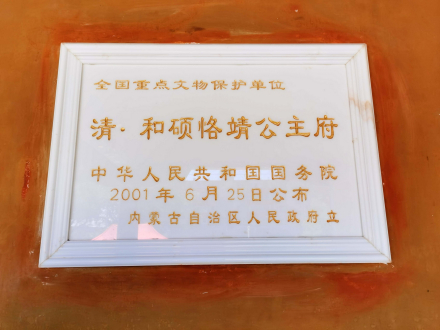 全国重点文物保护单位
清·和硕恪靖公主府
中华人民共和国国务院
2001年6月25日公布
内蒙古自治区人民政府立